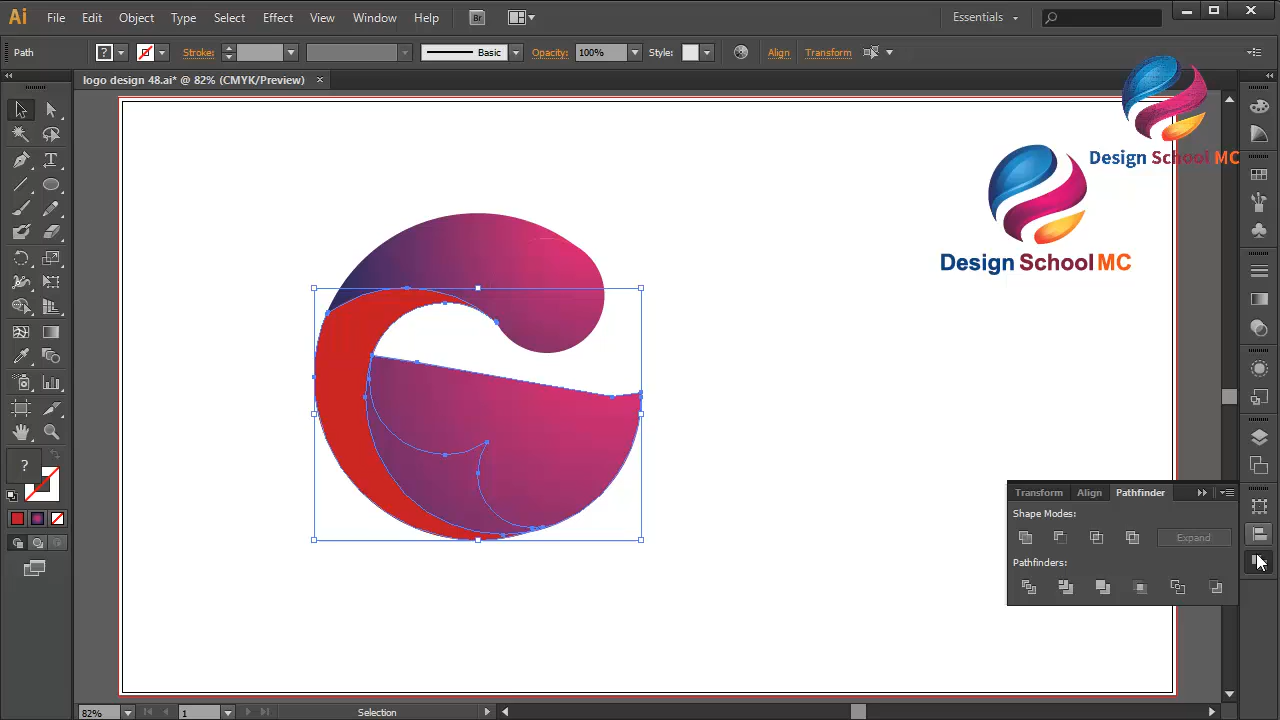 Ai File Edit Object Type Select Effect View Window Help Br Essentials
Path ? Stroke: Basic Opacity: 100% Style: Align Transform
logo design 48.ai* @ 82% (CMYK/Preview) ×
Design School MC
Design School MC
T
?
Transform Align Pathfinder
Shape Modes:
Expand
Pathfinders:
82% 1 Selection